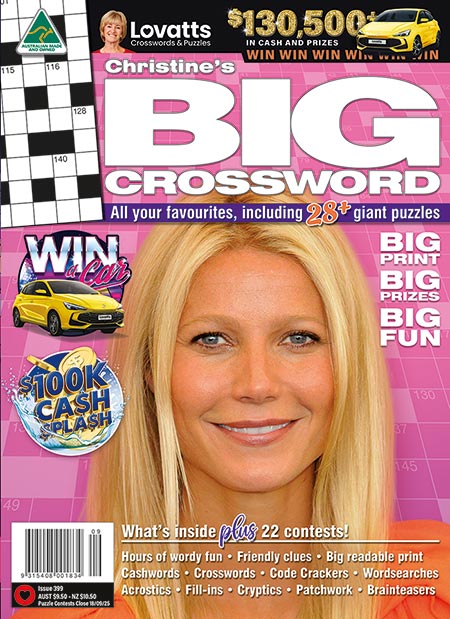 01
115
116
128
140
AUSTRALIAN MADE
AND OWNED
Lovatts
Crosswords & Puzzles
$130,500+
IN CASH AND PRIZES
WIN WIN WIN WIN WIN WIN
Christine's
BIG
CROSSWORD
All your favourites, including 28+ giant puzzles
WIN
a Car
BIG
PRINT
BIG
PRIZES
BIG
FUN
$100K
CASH
SPLASH
130
145
49
What's inside plus 22 contests!
Hours of wordy fun • Friendly clues • Big readable print
Cashwords • Crosswords • Code Crackers • Wordsearches
Acrostics • Fill-ins • Cryptics • Patchwork • Brainteasers
09
9 315408 001834
Issue 399
AUST $9.50 - NZ $10.50
Puzzle Contests Close 18/09/25